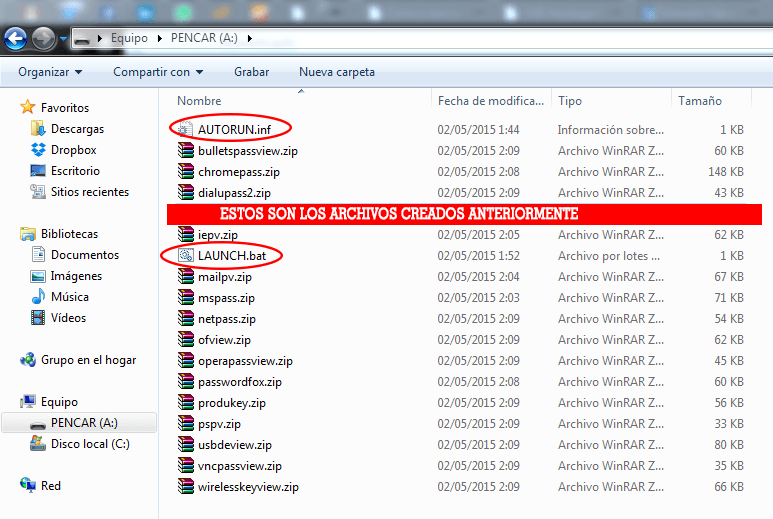 Equipo PENCAR (A:)
Organizar Compartir con Grabar Nueva carpeta
Favoritos
Descargas
Dropbox
Escritorio
Sitios recientes
Bibliotecas
Documentos
Imágenes
Música
Vídeos
Grupo en el hogar
Equipo
PENCAR (A:)
Disco local (C:)
Red
Nombre Fecha de modifica... Tipo Tamaño
AUTORUN.inf 02/05/2015 1:44 Información sobre... 1 KB
bulletspassview.zip 02/05/2015 2:09 Archivo WinRAR Z... 60 KB
chromepass.zip 02/05/2015 2:08 Archivo WinRAR Z... 148 KB
dialupass2.zip 02/05/2015 2:09 Archivo WinRAR Z... 43 KB
ESTOS SON LOS ARCHIVOS CREADOS ANTERIORMENTE
iepv.zip 02/05/2015 2:05 Archivo WinRAR Z... 62 KB
LAUNCH.bat 02/05/2015 1:52 Archivo por lotes ... 1 KB
mailpv.zip 02/05/2015 2:04 Archivo WinRAR Z... 67 KB
mspass.zip 02/05/2015 2:03 Archivo WinRAR Z... 71 KB
netpass.zip 02/05/2015 2:09 Archivo WinRAR Z... 54 KB
ofview.zip 02/05/2015 2:09 Archivo WinRAR Z... 62 KB
operapassview.zip 02/05/2015 2:09 Archivo WinRAR Z... 45 KB
passwordfox.zip 02/05/2015 2:08 Archivo WinRAR Z... 60 KB
produkey.zip 02/05/2015 2:09 Archivo WinRAR Z... 56 KB
pspv.zip 02/05/2015 2:09 Archivo WinRAR Z... 33 KB
usbdeview.zip 02/05/2015 2:09 Archivo WinRAR Z... 80 KB
vncpassview.zip 02/05/2015 2:09 Archivo WinRAR Z... 35 KB
wirelesskeyview.zip 02/05/2015 2:09 Archivo WinRAR Z... 66 KB